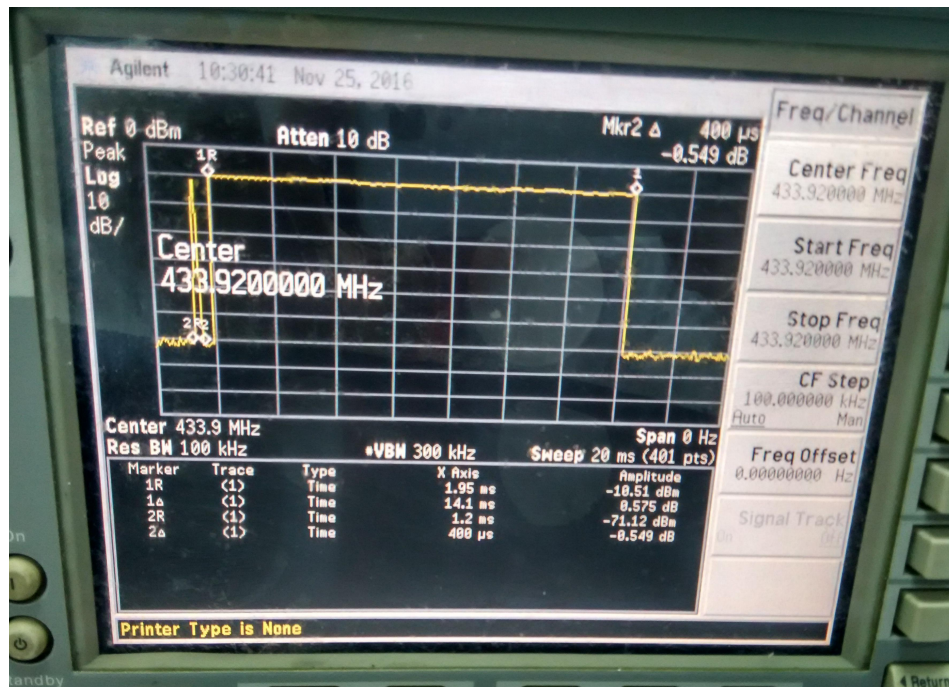 Agilent 10:30:41 Nov 25, 2016
Freq/Channel
Ref 0 dBm Atten 10 dB Mkr2 Δ 400 µs
Peak -0.549 dB
Log
10
dB/
1R
1
Center
433.9200000 MHz
2R2
Center 433.9 MHz Span 0 Hz
Res BW 100 kHz *VBW 300 kHz Sweep 20 ms (401 pts)
Marker Trace Type X Axis Amplitude
1R (1) Time 1.95 ms -10.51 dBm
1Δ (1) Time 14.1 ms 0.575 dB
2R (1) Time 1.2 ms -71.12 dBm
2Δ (1) Time 400 µs -0.549 dB
Printer Type is None
Center Freq
433.920000 MHz
Start Freq
433.920000 MHz
Stop Freq
433.920000 MHz
CF Step
100.000000 kHz
Auto Man
Freq Offset
0.00000000 Hz
Signal Track
On Off
On
tandby
Return